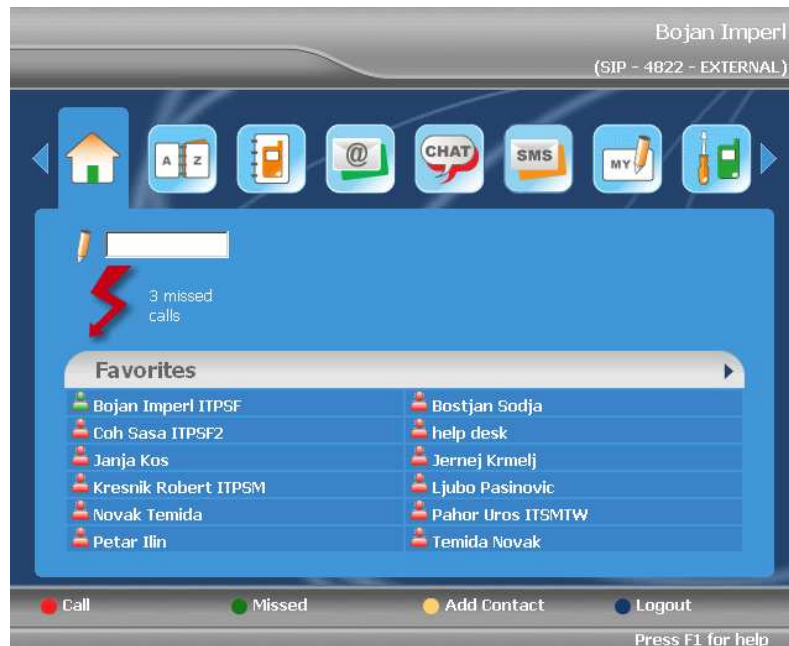 Bojan Imperl
(SIP - 4822 - EXTERNAL)
A Z
@
CHAT
SMS
MY
3 missed
calls
Favorites
Bojan Imperl ITPSF
Bostjan Sodja
Coh Sasa ITPSF2
help desk
Janja Kos
Jernej Krmelj
Kresnik Robert ITPSM
Ljubo Pasinovic
Novak Temida
Pahor Uros ITSMTW
Petar Ilin
Temida Novak
Call
Missed
Add Contact
Logout
Press F1 for help